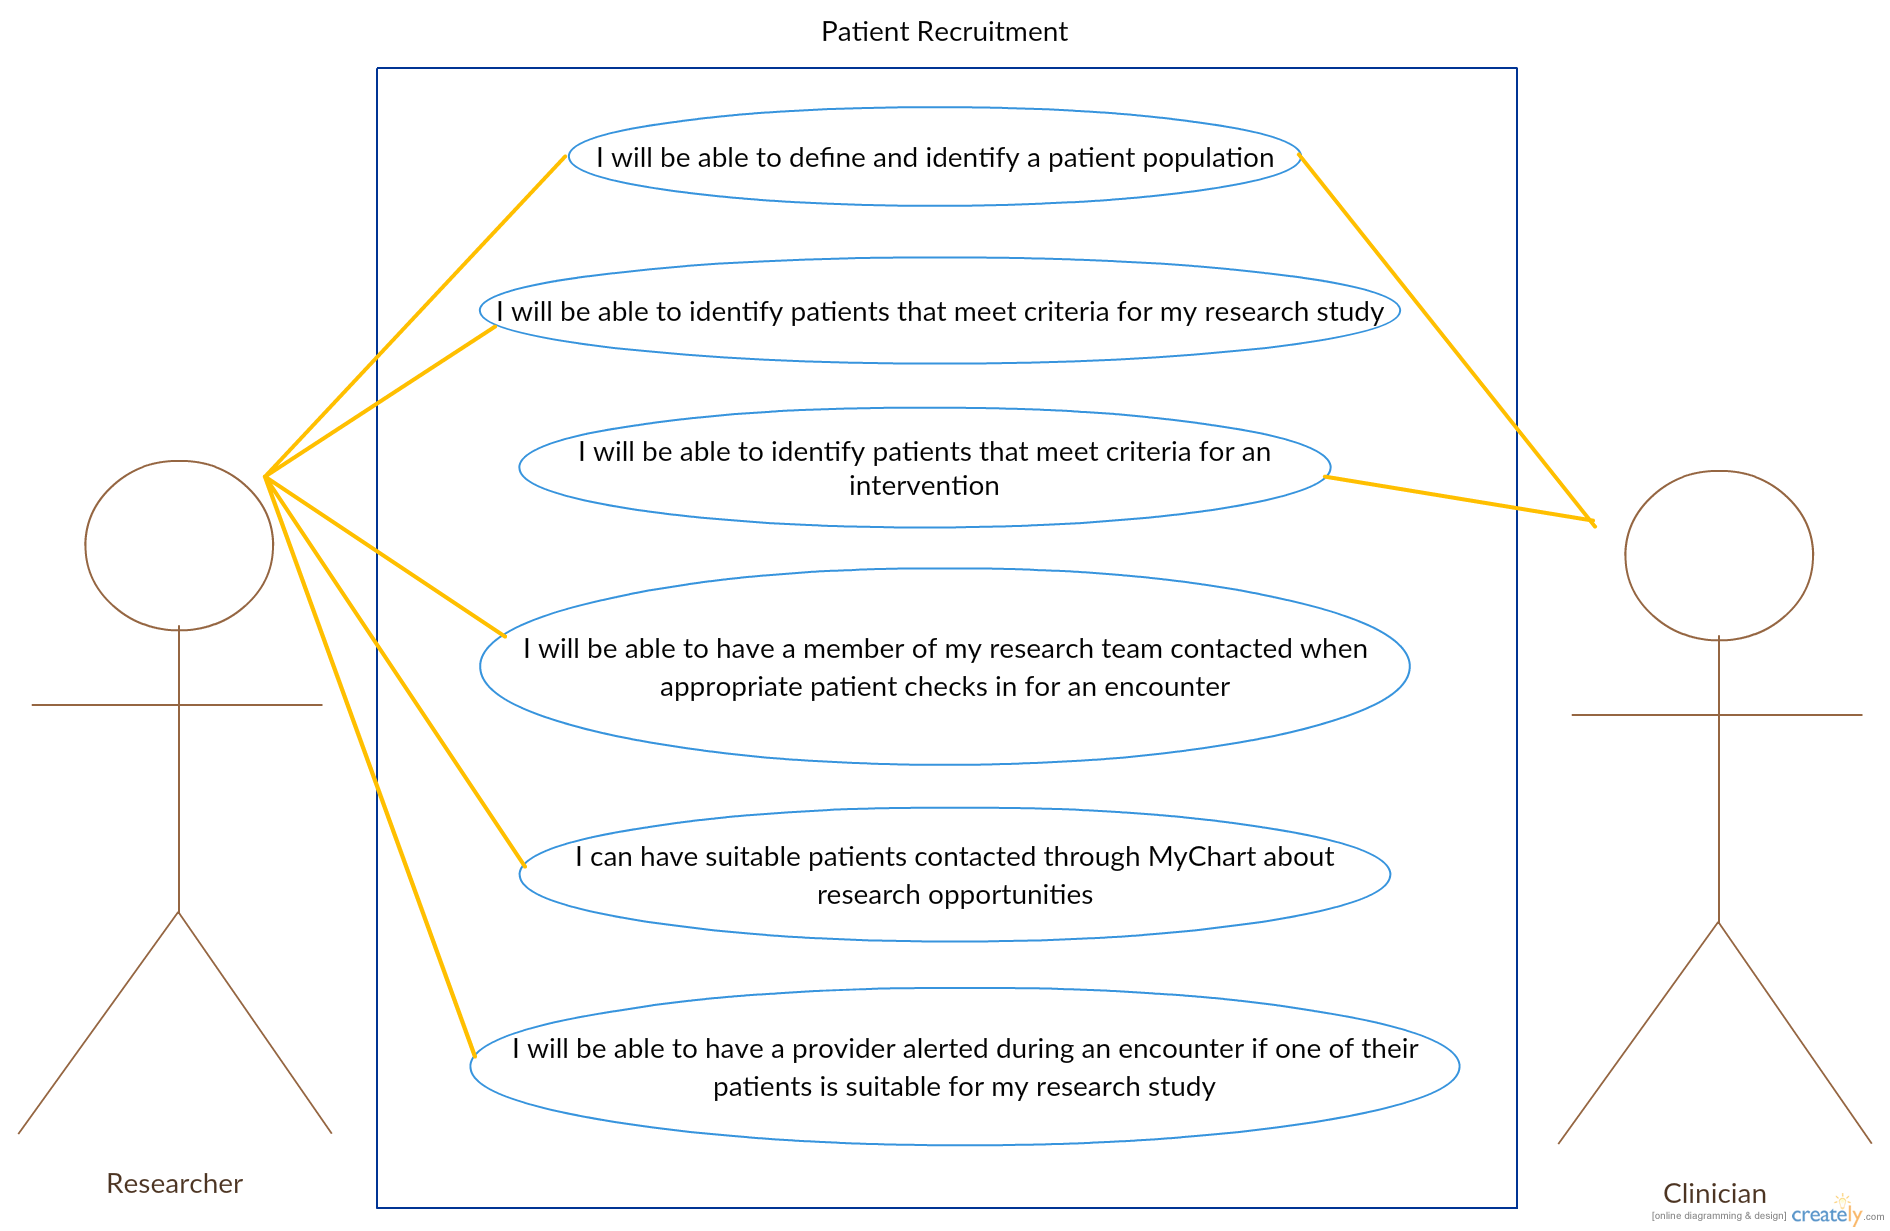 Patient Recruitment
I will be able to define and identify a patient population
I will be able to identify patients that meet criteria for my research study
I will be able to identify patients that meet criteria for an
intervention
I will be able to have a member of my research team contacted when
appropriate patient checks in for an encounter
I can have suitable patients contacted through MyChart about
research opportunities
I will be able to have a provider alerted during an encounter if one of their
patients is suitable for my research study
Researcher
Clinician
[online diagramming & design] creately.com